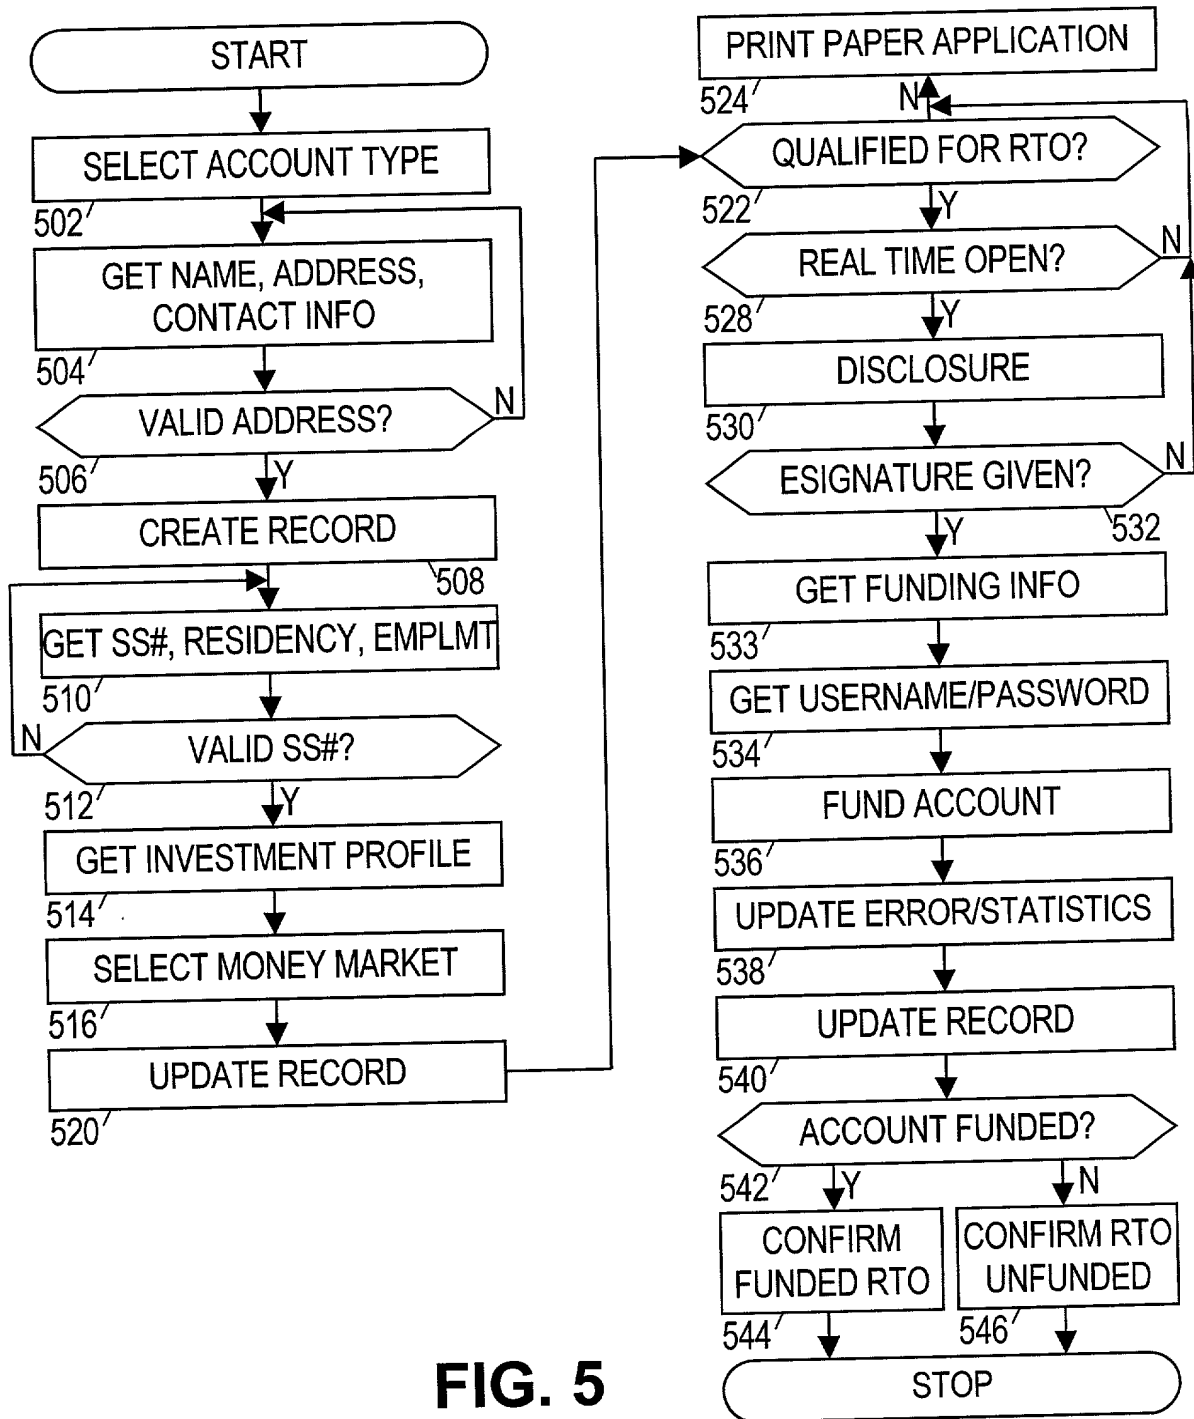 START
SELECT ACCOUNT TYPE
502
GET NAME, ADDRESS,
CONTACT INFO
504
VALID ADDRESS?
N
506
Y
CREATE RECORD
508
GET SS#, RESIDENCY, EMPLMT
510
N
VALID SS#?
512
Y
GET INVESTMENT PROFILE
514
SELECT MONEY MARKET
516
UPDATE RECORD
520
PRINT PAPER APPLICATION
524
N
QUALIFIED FOR RTO?
522
Y
REAL TIME OPEN?
N
528
Y
DISCLOSURE
530
ESIGNATURE GIVEN?
N
532
Y
GET FUNDING INFO
533
GET USERNAME/PASSWORD
534
FUND ACCOUNT
536
UPDATE ERROR/STATISTICS
538
UPDATE RECORD
540
ACCOUNT FUNDED?
542
Y
N
CONFIRM
FUNDED RTO
544
CONFIRM RTO
UNFUNDED
546
STOP
FIG. 5